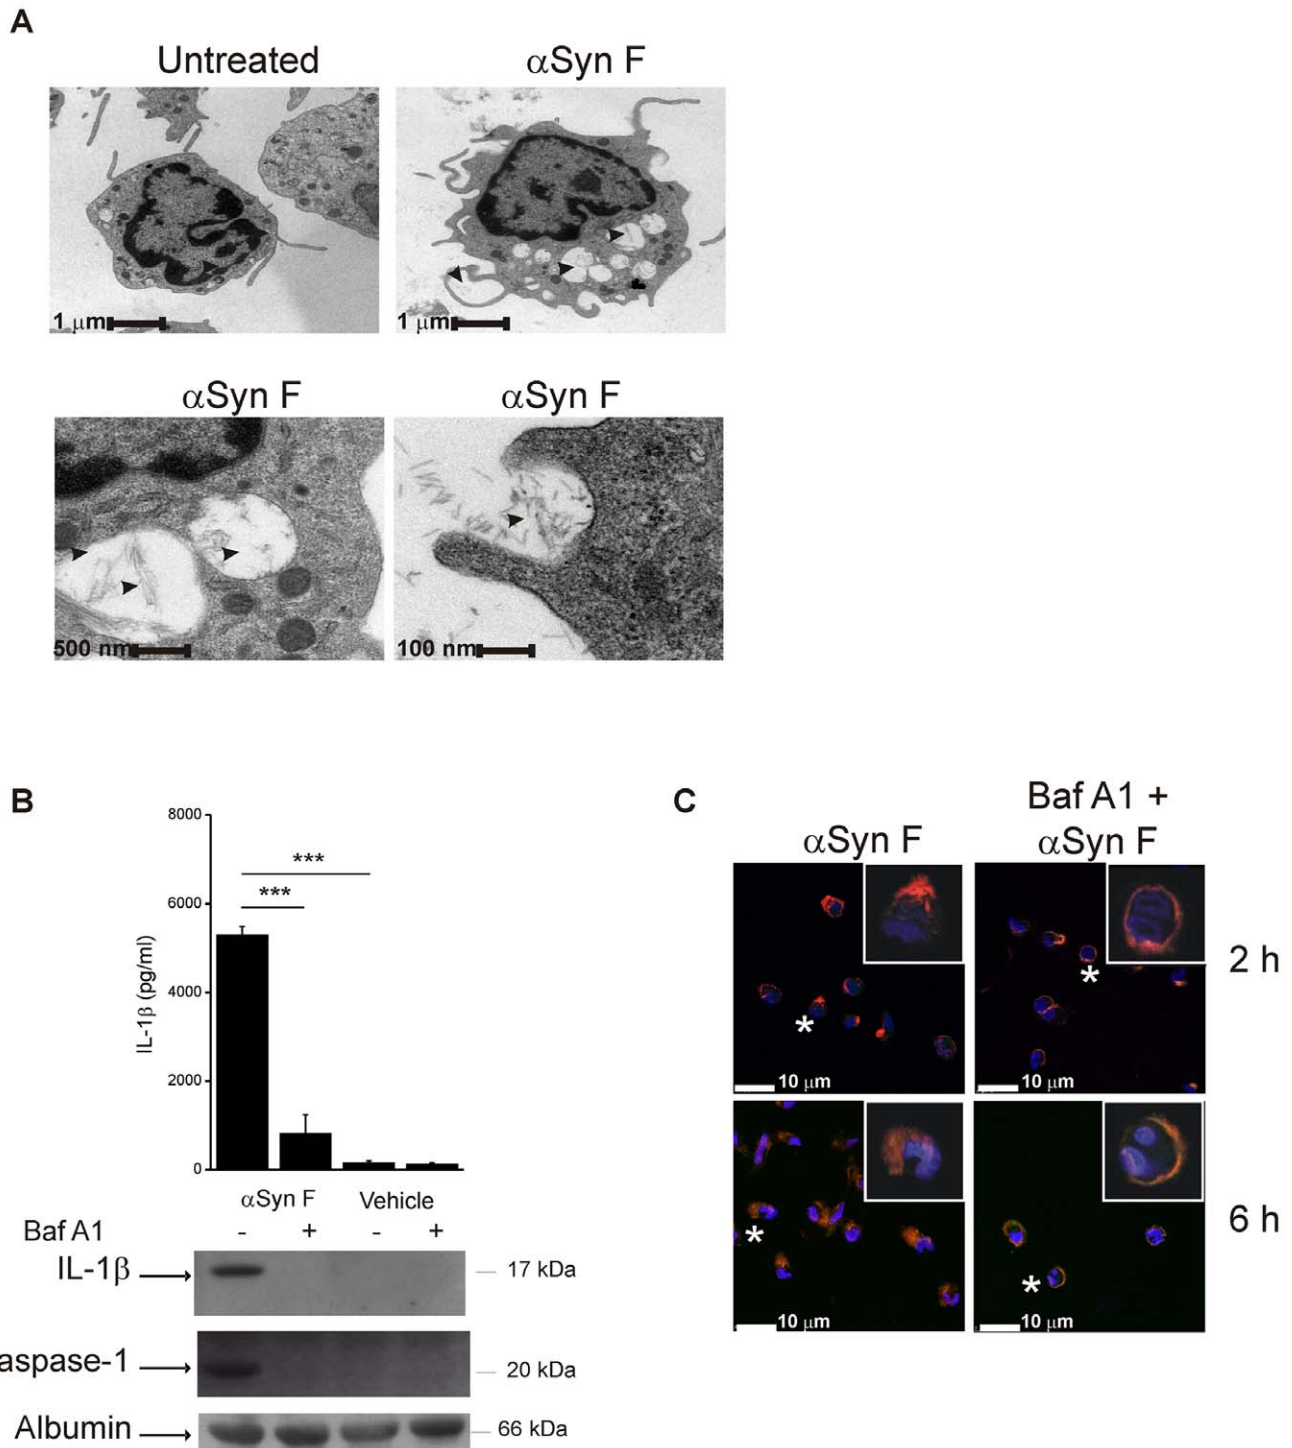 A
Untreated
αSyn F
1 μm
1 μm
αSyn F
αSyn F
500 nm
100 nm
B
8000
6000
4000
2000
0
IL-1β (pg/ml)
***
***
αSyn F
Vehicle
Baf A1
- + - +
IL-1β
17 kDa
aspase-1
20 kDa
Albumin
66 kDa
C
αSyn F
Baf A1 +
αSyn F
*
*
2 h
10 μm
10 μm
*
*
6 h
10 μm
10 μm